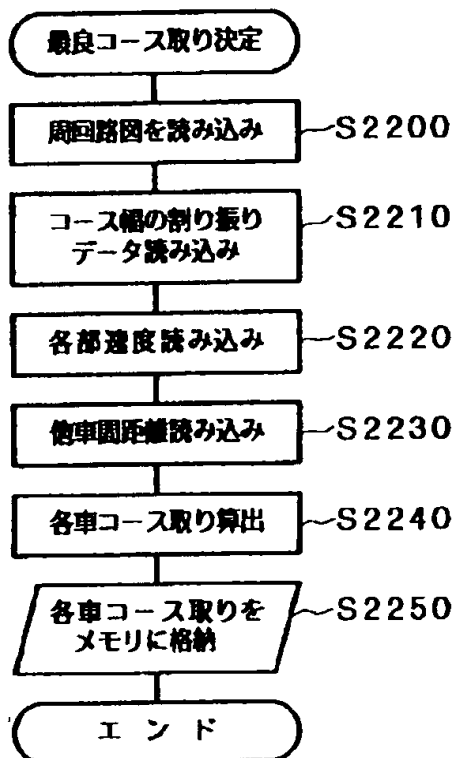 最良コース取り決定
周回路図を読み込み
S2200
コース幅の割り振り
データ読み込み
S2210
各部速度読み込み
S2220
他車間距離読み込み
S2230
各車コース取り算出
S2240
各車コース取りを
メモリに格納
S2250
エンド